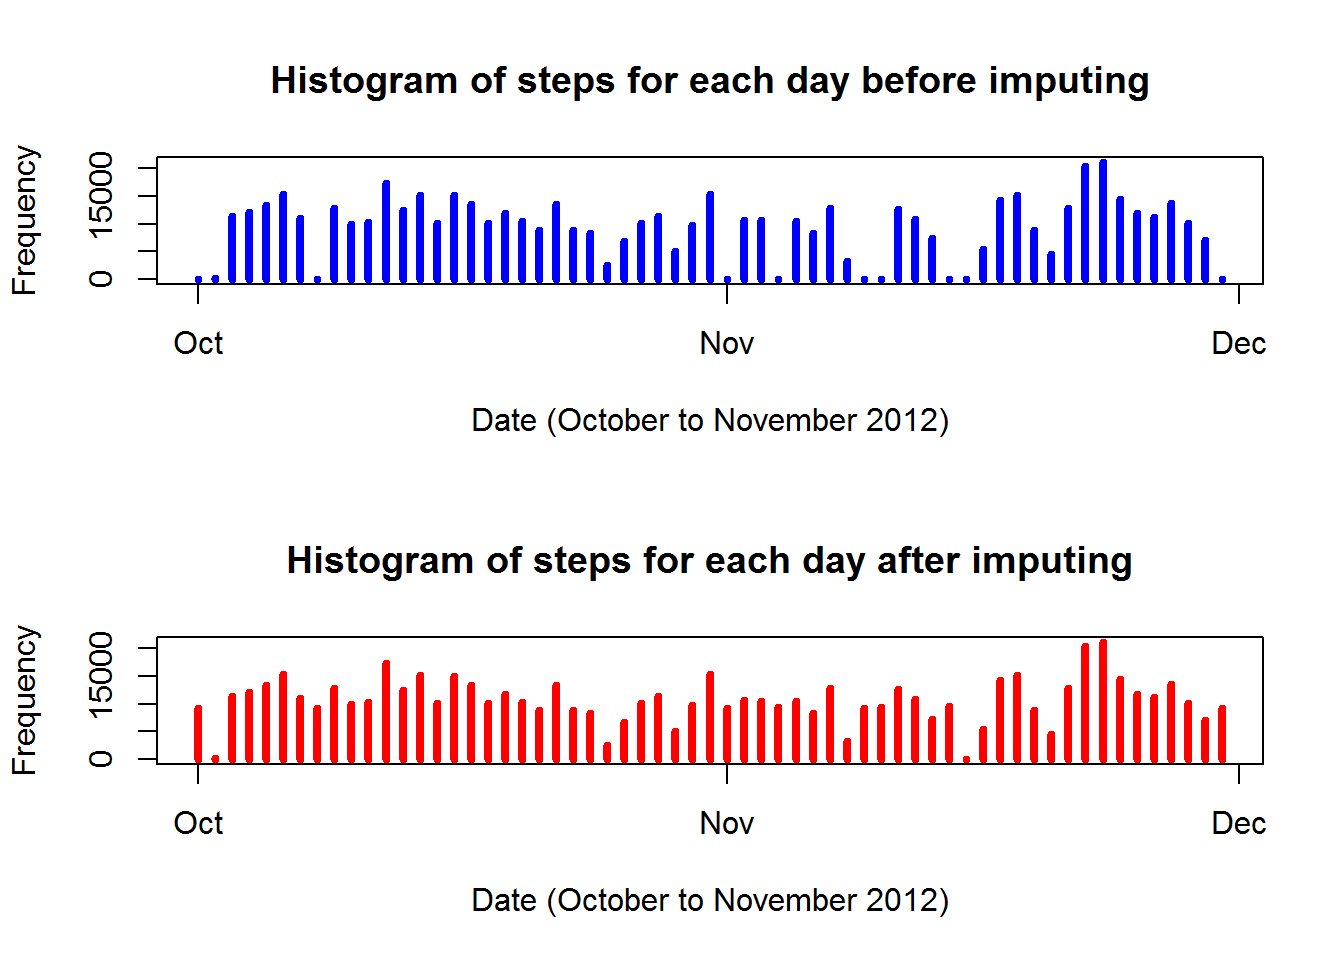 Histogram of steps for each day before imputing
Frequency
15000
0
Oct Nov Dec
Date (October to November 2012)
Histogram of steps for each day after imputing
Frequency
15000
0
Oct Nov Dec
Date (October to November 2012)